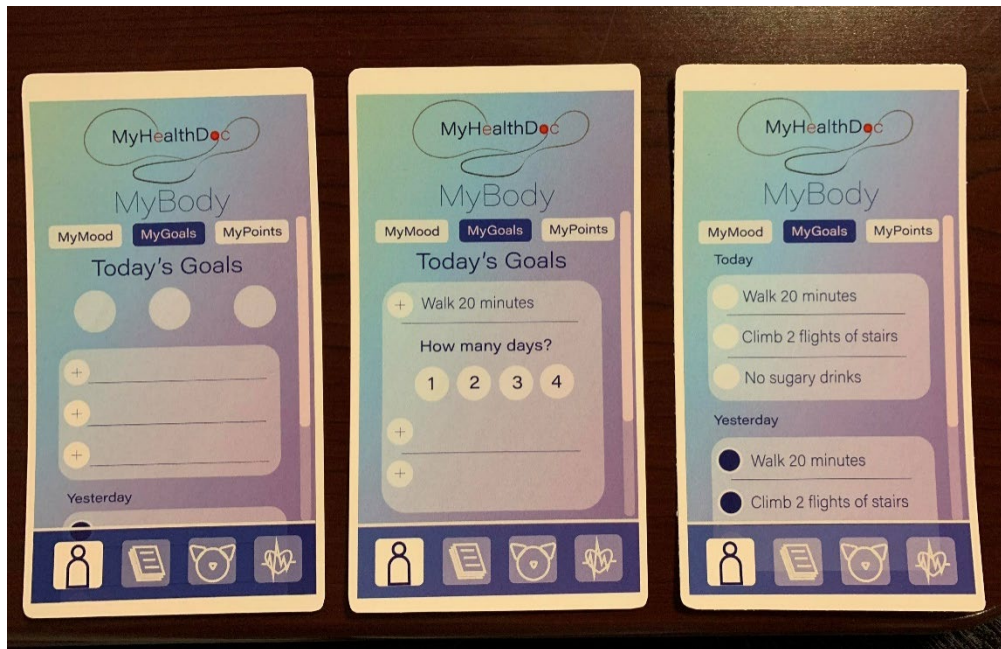 MyHealthDoc
MyBody
MyMood MyGoals MyPoints
Today's Goals
+
+
+
Yesterday
MyHealthDoc
MyBody
MyMood MyGoals MyPoints
Today's Goals
+ Walk 20 minutes
How many days?
1 2 3 4
+
+
MyHealthDoc
MyBody
MyMood MyGoals MyPoints
Today
Walk 20 minutes
Climb 2 flights of stairs
No sugary drinks
Yesterday
Walk 20 minutes
Climb 2 flights of stairs